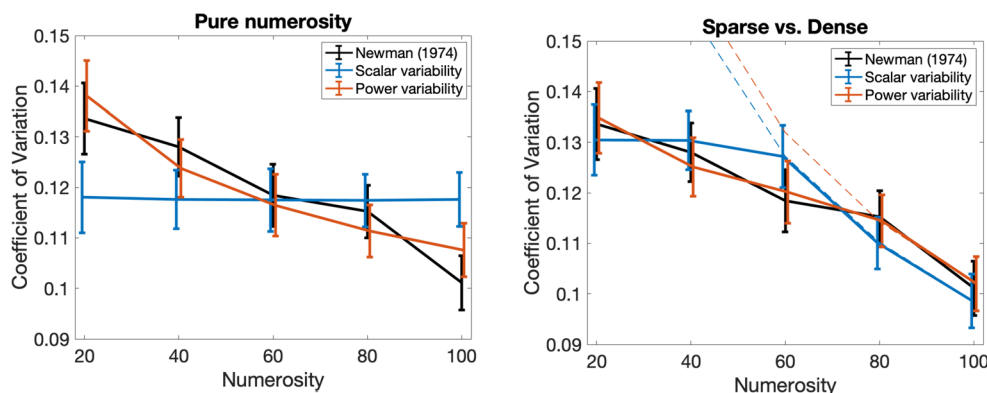 Pure numerosity
0.15
0.14
0.13
0.12
0.11
0.1
0.09
Coefficient of Variation
Newman (1974)
Scalar variability
Power variability
20 40 60 80 100
Numerosity
Sparse vs. Dense
0.15
0.14
0.13
0.12
0.11
0.1
0.09
Coefficient of Variation
Newman (1974)
Scalar variability
Power variability
20 40 60 80 100
Numerosity